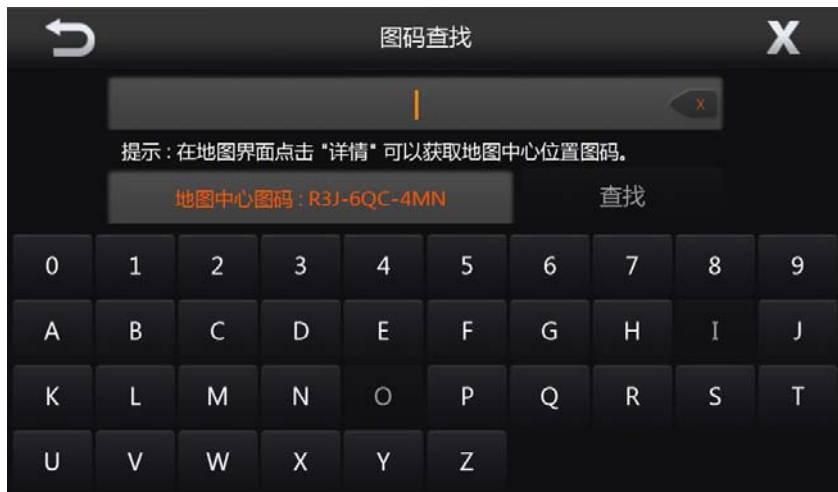 图码查找 X
X
提示：在地图界面点击 "详情" 可以获取地图中心位置图码。
地图中心图码 : R3J-6QC-4MN 查找
0 1 2 3 4 5 6 7 8 9
A B C D E F G H I J
K L M N O P Q R S T
U V W X Y Z